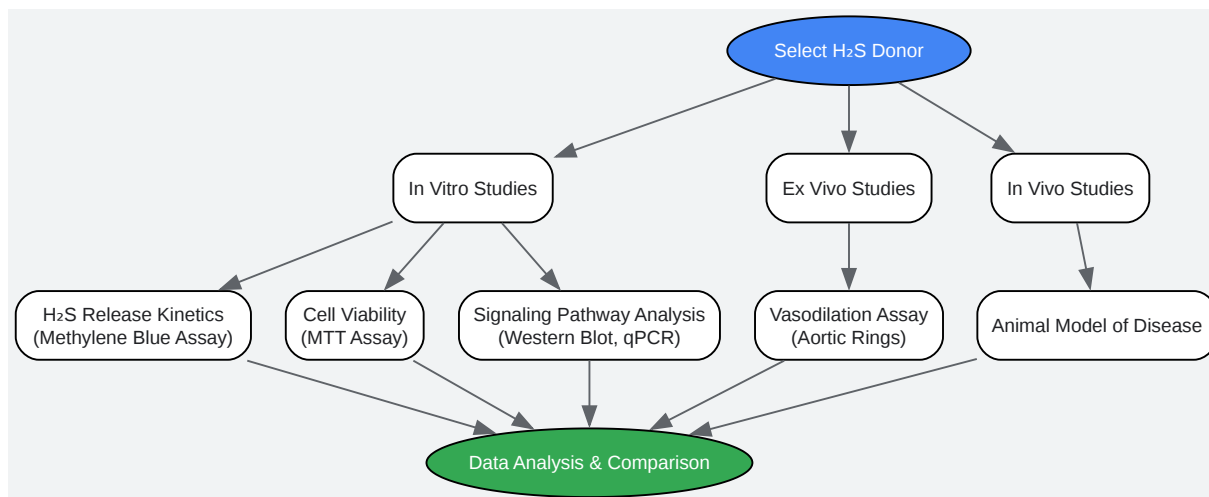 Select H₂S Donor
In Vitro Studies
Ex Vivo Studies
In Vivo Studies
H₂S Release Kinetics
(Methylene Blue Assay)
Cell Viability
(MTT Assay)
Signaling Pathway Analysis
(Western Blot, qPCR)
Vasodilation Assay
(Aortic Rings)
Animal Model of Disease
Data Analysis & Comparison